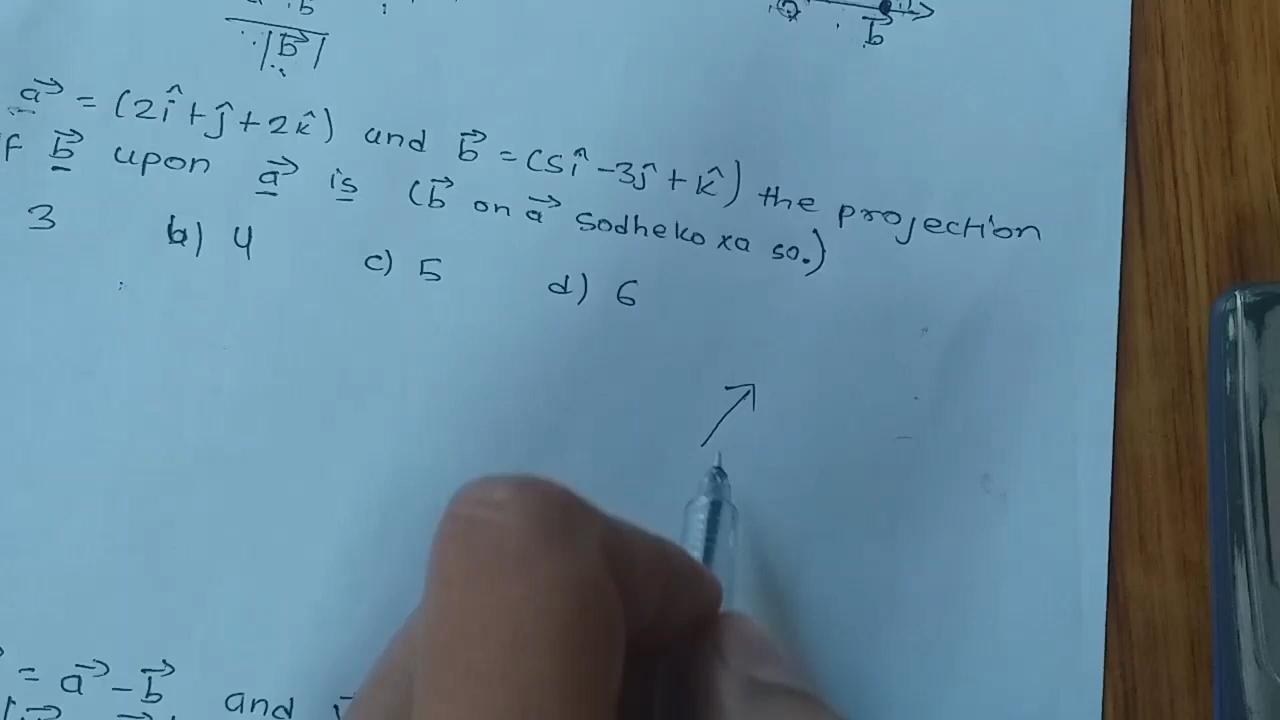 b
|b⃗|
b⃗
a⃗ = (2î+ĵ+2k̂) and b⃗ = (5î-3ĵ+k̂) the projection
f b⃗ upon a⃗ is (b⃗ on a⃗ sodheko xa so.)
3 b) 4 c) 5 d) 6
= a⃗ - b⃗ and